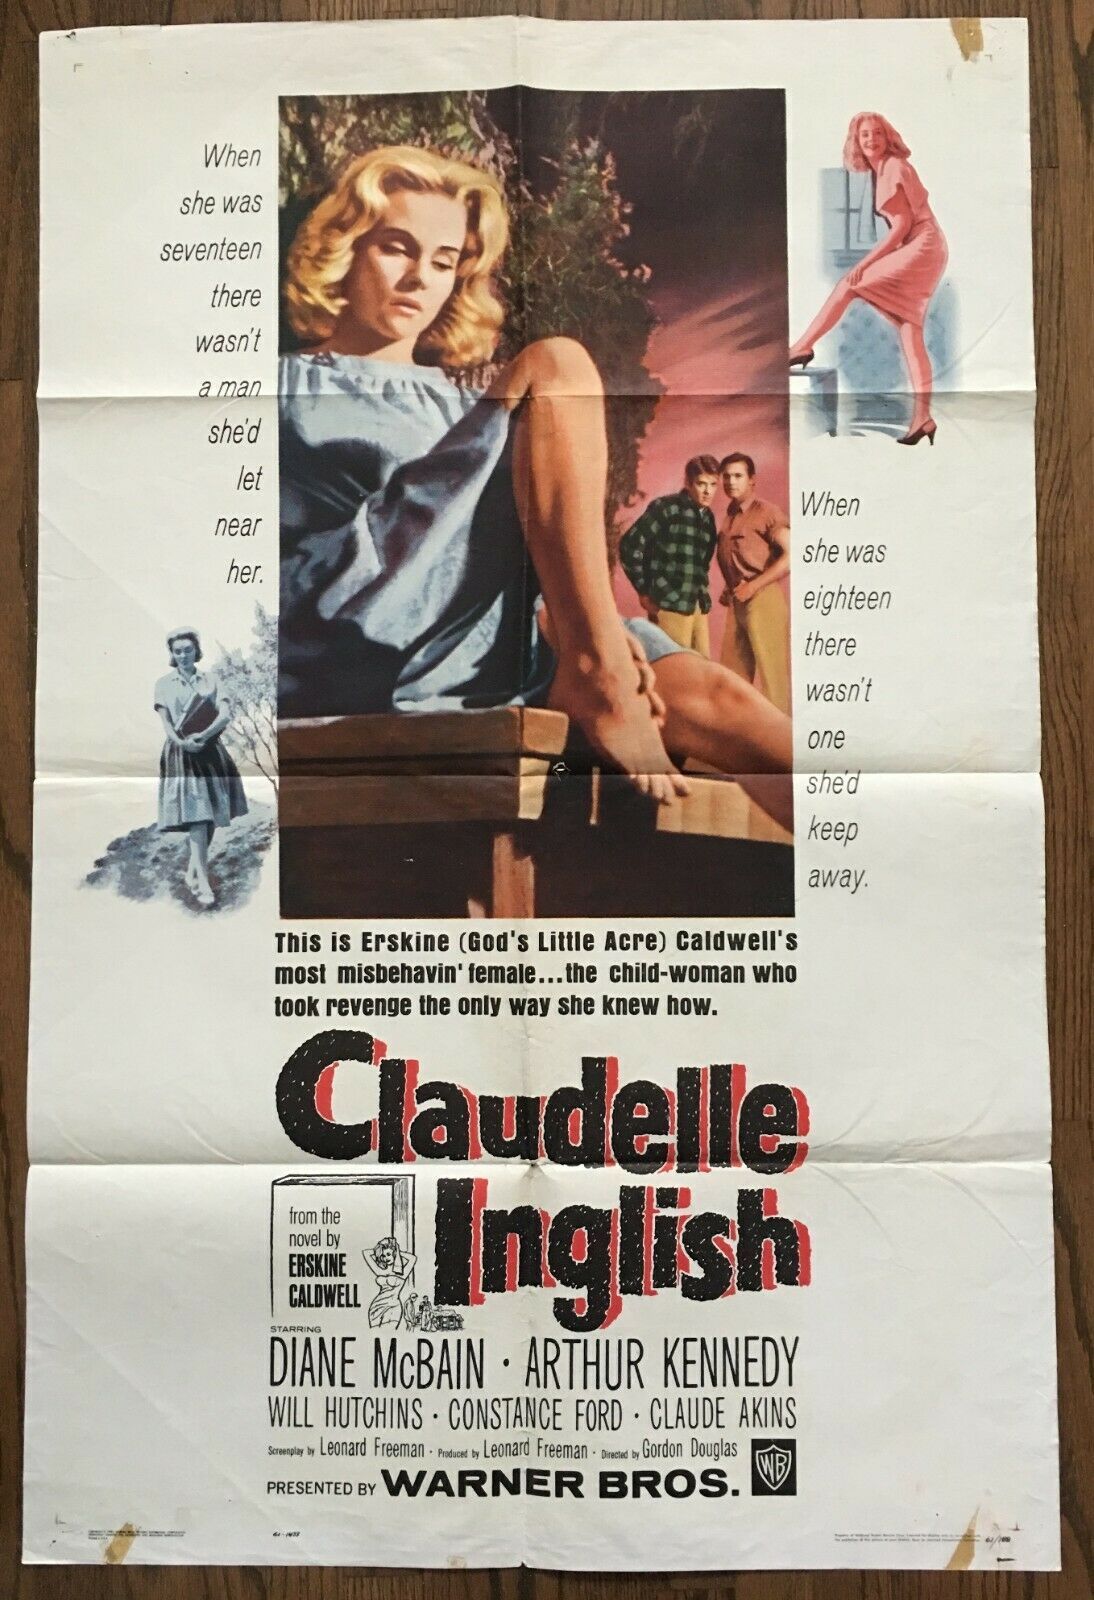 When
she was
seventeen
there
wasn't
a man
she'd
let
near
her.
When
she was
eighteen
there
wasn't
one
she'd
keep
away.
This is Erskine (God's Little Acre) Caldwell's
most misbehavin' female...the child-woman who
took revenge the only way she knew how.
Claudelle
Inglish
from the
novel by
ERSKINE
CALDWELL
STARRING
DIANE McBAIN · ARTHUR KENNEDY
WILL HUTCHINS · CONSTANCE FORD · CLAUDE AKINS
Screenplay by Leonard Freeman · Produced by Leonard Freeman · Directed by Gordon Douglas
PRESENTED BY WARNER BROS. WB